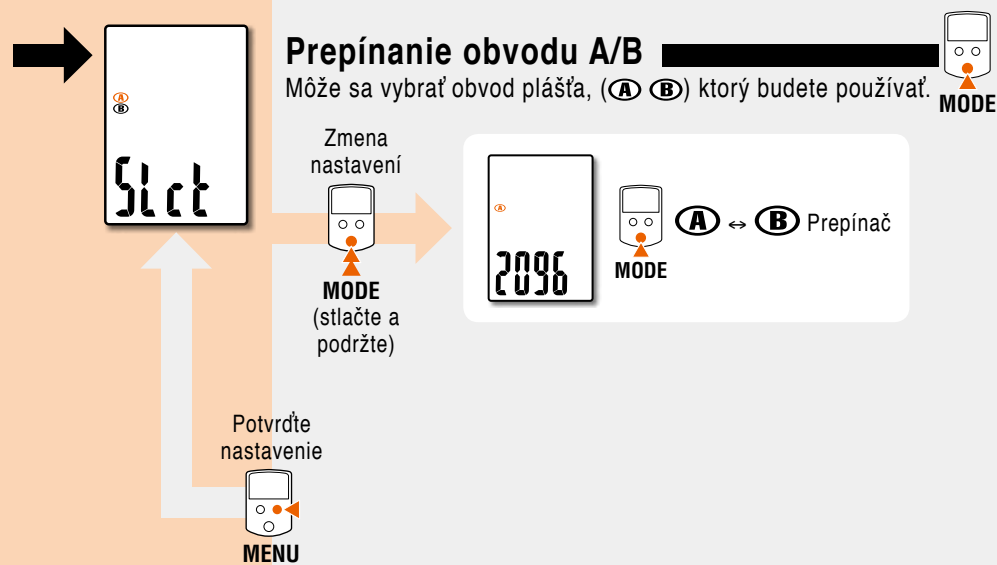 Prepínanie obvodu A/B
Môže sa vybrať obvod plášťa, (Ⓐ Ⓑ) ktorý budete používať.
MODE
Ⓐ
Ⓑ
Slct
Zmena
nastavení
MODE
(stlačte a
podržte)
Ⓐ
2096
MODE
Ⓐ ↔ Ⓑ Prepínač
Potvrďte
nastavenie
MENU